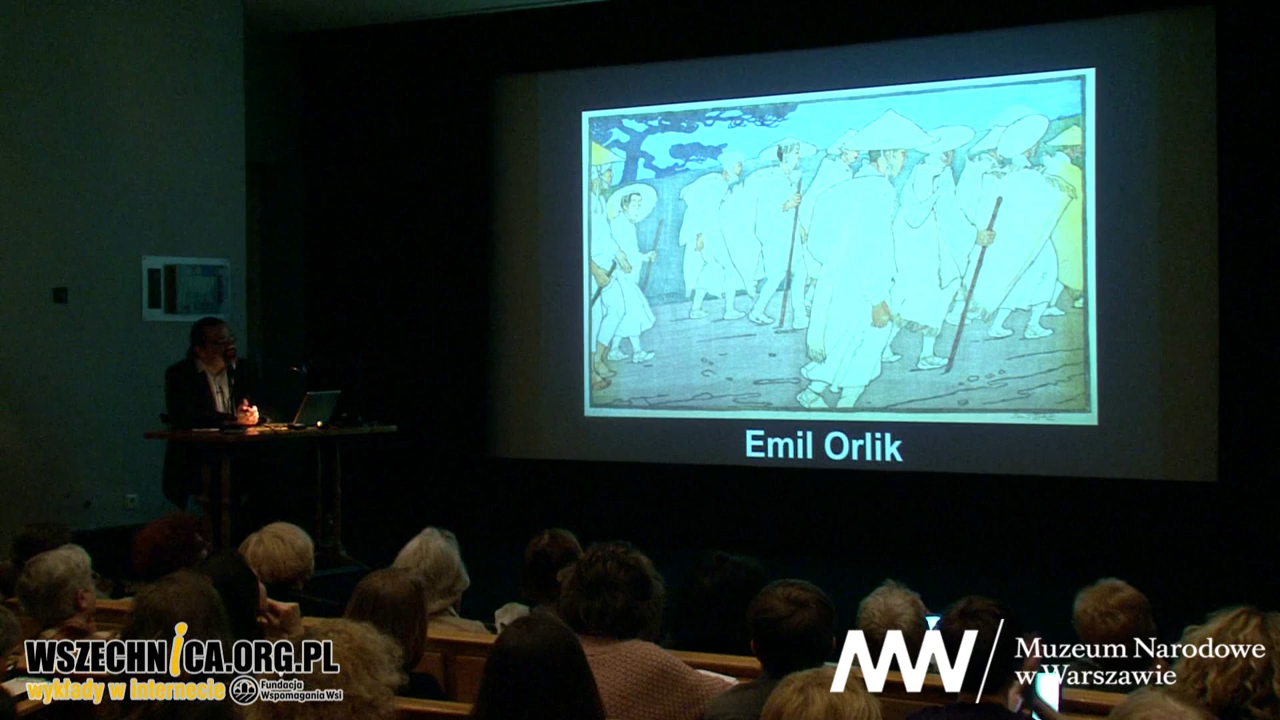 Emil Orlik
WSZECHNiCA.ORG.PL
wykłady w Internecie
Fundacja
Wspomagania Wsi
Muzeum Narodowe
w Warszawie